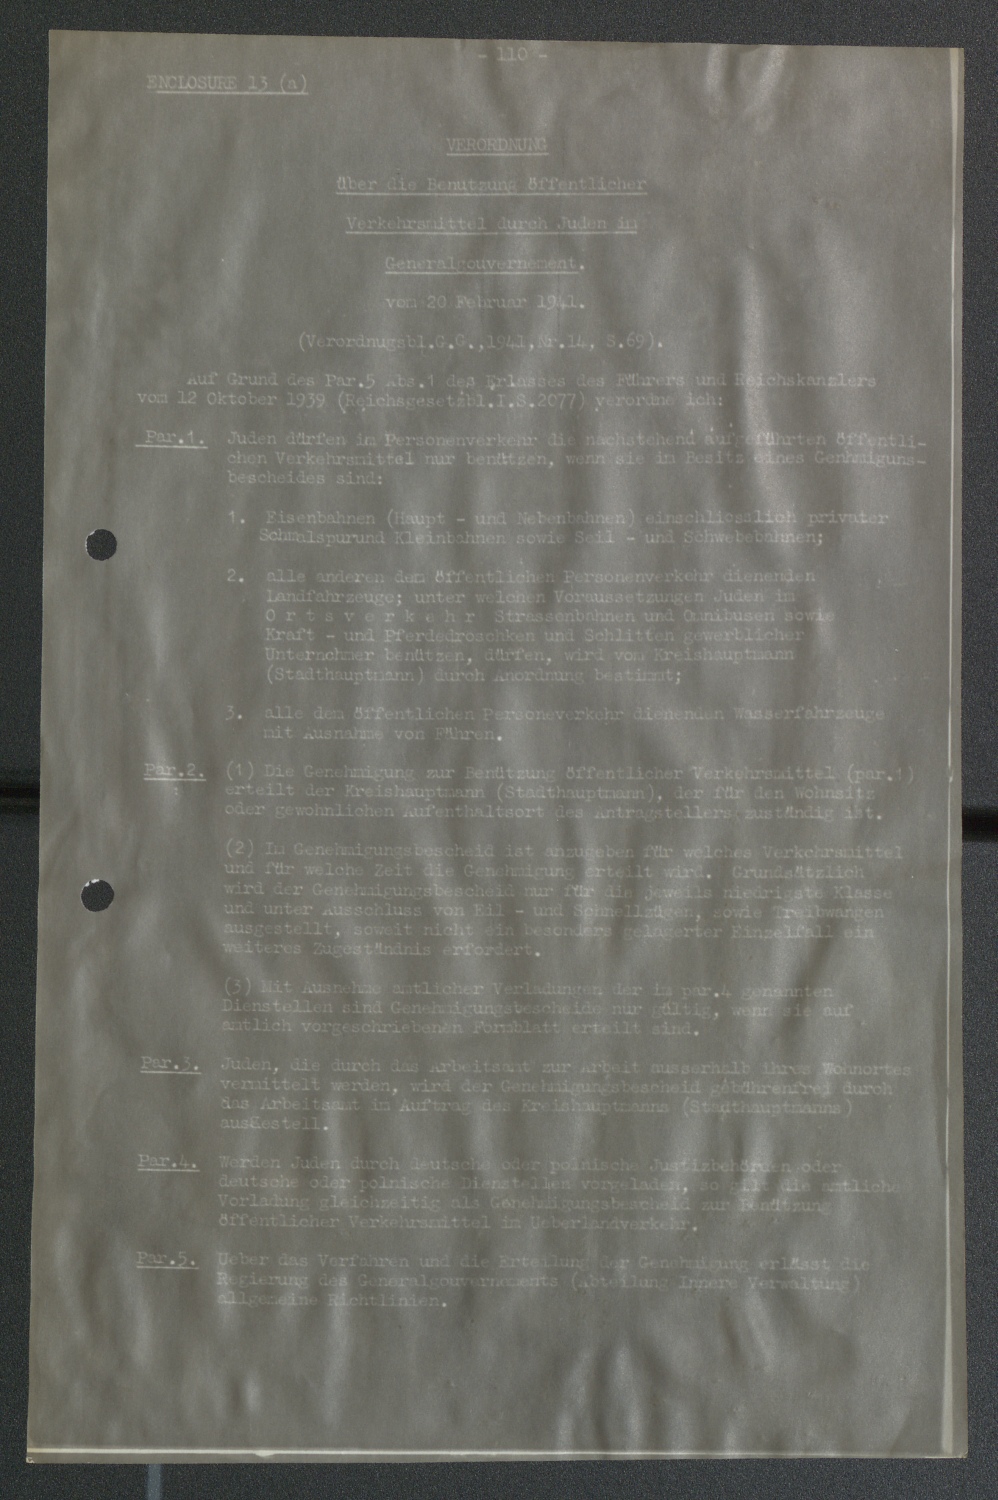 - 110 -
ENCLOSURE 13 (a)
VERORDNUNG
über die Benutzung öffentlicher
Verkehrsmittel durch Juden im
Generalgouvernement.
vom 20 Februar 1941.
(Verordnugsbl.G.G.,1941,Nr.14, S.69).
Auf Grund des Par.5 Abs.1 des Erlasses des Führers und Reichskanzlers
vom 12 Oktober 1939 (Reichsgesetzbl.I.S.2077) verordne ich:
Par.1. Juden dürfen im Personenverkehr die nachstehend aufgeführten öffentli-
chen Verkehrsmittel nur benützen, wenn sie im Besitz eines Genhmiguns-
bescheides sind:
1. Eisenbahnen (Haupt - und Nebenbahnen) einschliesslich privater
Schmalspurund Kleinbahnen sowie Seil - und Schwebebahnen;
2. alle anderen dem öffentlichen Personenverkehr dienenden
Landfahrzeuge; unter welchen Voraussetzungen Juden im
O r t s v e r k e h r Strassenbahnen und Omnibusen sowie
Kraft - und Pferdedroschken und Schlitten gewerblicher
Unternehmer benützen, dürfen, wird vom Kreishauptmann
(Stadthauptmann) durch Anordnung bestimmt;
3. alle dem öffentlichen Personeverkehr dienenden Wasserfahrzeuge
mit Ausnahme von Fähren.
Par.2. (1) Die Genehmigung zur Benützung öffentlicher Verkehrsmittel (par.1)
erteilt der Kreishauptmann (Stadthauptmann), der für den Wohnsitz
oder gewohnlichen Aufenthaltsort des Antragstellers zuständig ist.
(2) Im Genehmigungsbescheid ist anzugeben für welches Verkehrsmittel
und für welche Zeit die Genehmigung erteilt wird. Grundsätzlich
wird der Genehmigungsbescheid nur für die jeweils niedrigste Klasse
und unter Ausschluss von Eil - und Schnellzügen, sowie Treibwangen
ausgestellt, soweit nicht ein besonders gelagerter Einzelfall ein
weiteres Zugeständnis erfordert.
(3) Mit Ausnehme amtlicher Verladungen der im par.4 genannten
Dienstellen sind Genehmigungsbescheide nur gültig, wenn sie auf
amtlich vorgeschriebenen Formblatt erteilt sind.
Par.3. Juden, die durch das Arbeitsamt zur Arbeit ausserhalb ihres Wohnortes
vermittelt werden, wird der Genehmigungsbescheid gebührenfrei durch
das Arbeitsamt im Auftrag des Kreishauptmanns (Stadthauptmanns)
ausgestell.
Par.4. Werden Juden durch deutsche oder polnische Justizbehörden oder
deutsche oder polnische Dienstellen vorgeladen, so gilt die amtliche
Vorladung gleichzeitig als Genehmigungsbescheid zur Benützung
öffentlicher Verkehrsmittel im Ueberlandverkehr.
Par.5. Ueber das Verfahren und die Erteilung der Genehmigung erlässt die
Regierung des Generalgouvernements (Abteilung Innere Verwaltung)
allgemeine Richtlinien.